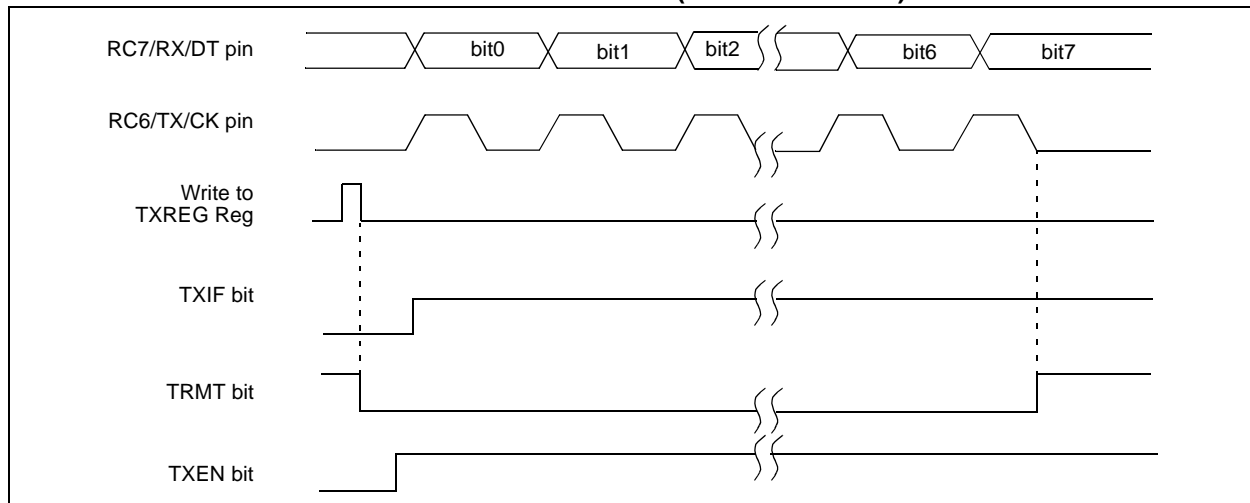 RC7/RX/DT pin
bit0 bit1 bit2 bit6 bit7
RC6/TX/CK pin
Write to
TXREG Reg
TXIF bit
TRMT bit
TXEN bit